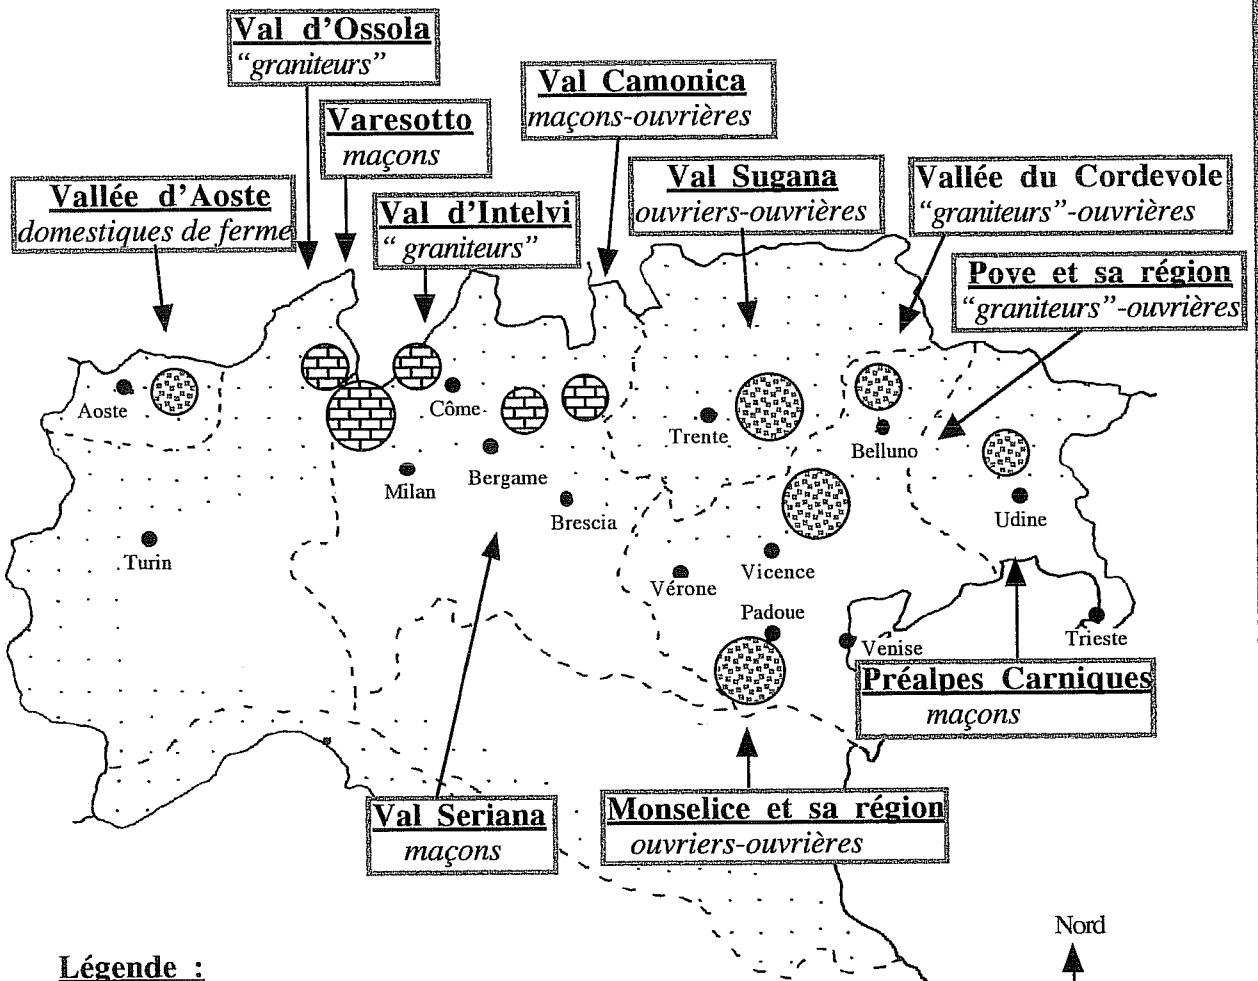 Val d'Ossola
“graniteurs”
Val Camonica
maçons-ouvrières
Varesotto
maçons
Val Sugana
ouvriers-ouvrières
Vallée du Cordevole
“graniteurs”-ouvrières
Vallée d'Aoste
domestiques de ferme
Val d'Intelvi
“ graniteurs”
Pove et sa région
“graniteurs”-ouvrières
Aoste
Côme
Trente
Belluno
Milan
Bergame
Brescia
Udine
Turin
Vérone
Vicence
Padoue
Venise
Trieste
Préalpes Carniques
maçons
Val Seriana
maçons
Monselice et sa région
ouvriers-ouvrières
Nord
Légende :